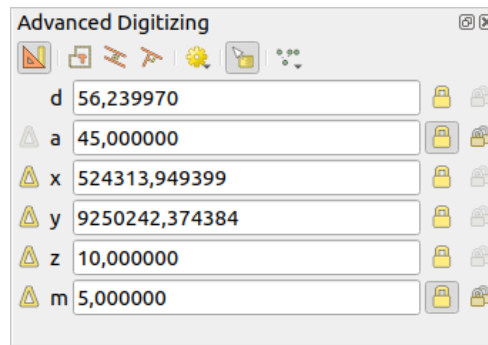 Advanced Digitizing
d 56,239970
a 45,000000
x 524313,949399
y 9250242,374384
z 10,000000
m 5,000000